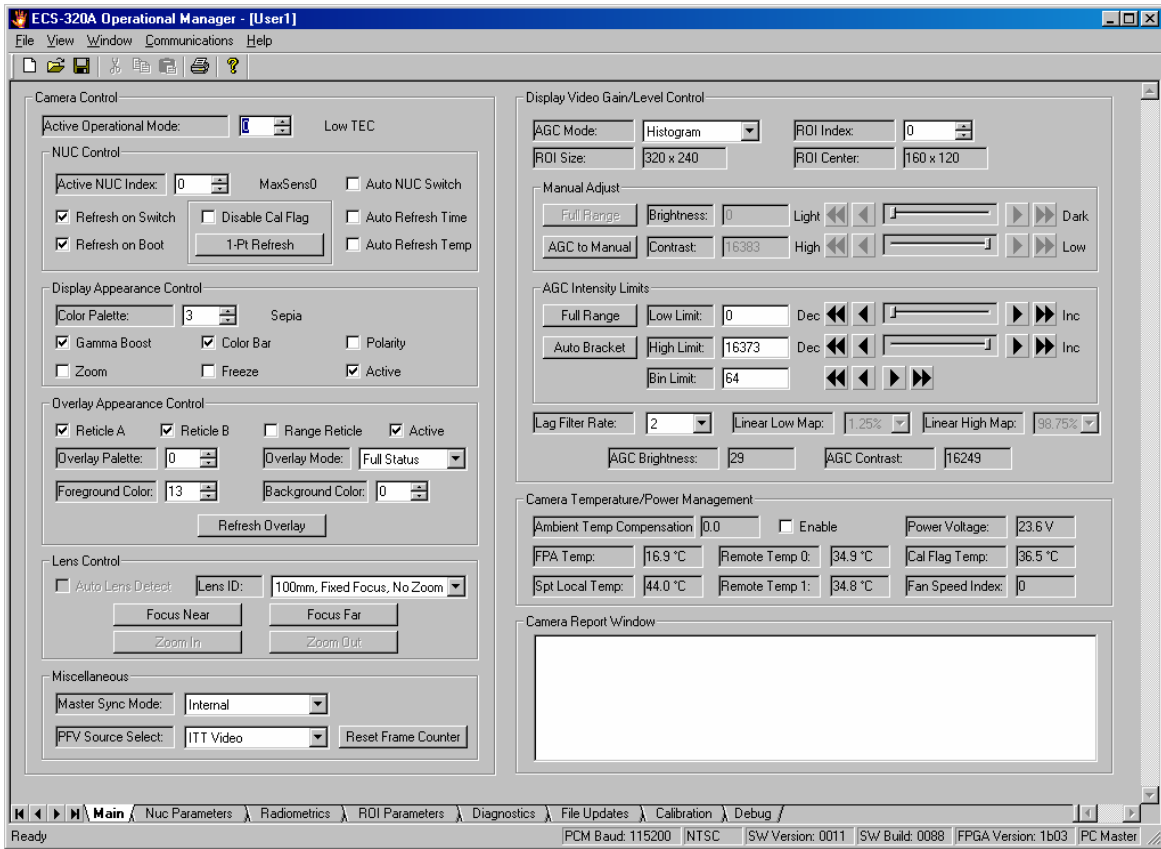 ECS-320A Operational Manager - [User1]
File View Window Communications Help
Camera Control
Active Operational Mode: 0 Low TEC
NUC Control
Active NUC Index: 0 MaxSens0 Auto NUC Switch
Refresh on Switch Disable Cal Flag Auto Refresh Time
Refresh on Boot 1-Pt Refresh Auto Refresh Temp
Display Appearance Control
Color Palette: 3 Sepia
Gamma Boost Color Bar Polarity
Zoom Freeze Active
Overlay Appearance Control
Reticle A Reticle B Range Reticle Active
Overlay Palette: 0 Overlay Mode: Full Status
Foreground Color: 13 Background Color: 0
Refresh Overlay
Lens Control
Auto Lens Detect Lens ID: 100mm, Fixed Focus, No Zoom
Focus Near Focus Far
Zoom In Zoom Out
Miscellaneous
Master Sync Mode: Internal
PFV Source Select: ITT Video Reset Frame Counter
Display Video Gain/Level Control
AGC Mode: Histogram ROI Index: 0
ROI Size: 320 x 240 ROI Center: 160 x 120
Manual Adjust
Full Range Brightness: 0 Light Dark
AGC to Manual Contrast: 16383 High Low
AGC Intensity Limits
Full Range Low Limit: 0 Dec Inc
Auto Bracket High Limit: 16373 Dec Inc
Bin Limit: 64
Lag Filter Rate: 2 Linear Low Map: 1.25% Linear High Map: 98.75%
AGC Brightness: 29 AGC Contrast: 16249
Camera Temperature/Power Management
Ambient Temp Compensation 0.0 Enable Power Voltage: 23.6 V
FPA Temp: 16.9 °C Remote Temp 0: 34.9 °C Cal Flag Temp: 36.5 °C
Spt Local Temp: 44.0 °C Remote Temp 1: 34.8 °C Fan Speed Index: 0
Camera Report Window
Main Nuc Parameters Radiometrics ROI Parameters Diagnostics File Updates Calibration Debug
Ready PCM Baud: 115200 NTSC SW Version: 0011 SW Build: 0088 FPGA Version: 1b03 PC Master